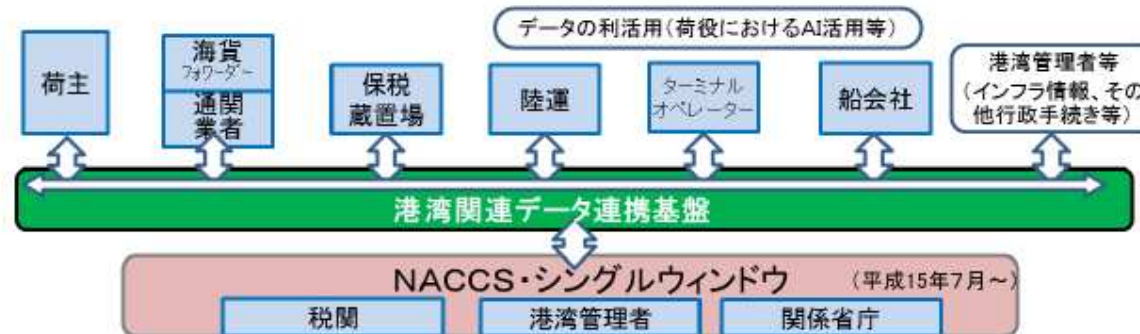 データの利活用(荷役におけるAI活用等)
荷主
海貨
フォワーダー
通関
業者
保税
蔵置場
陸運
ターミナル
オペレーター
船会社
港湾管理者等
(インフラ情報、その
他行政手続き等)
港湾関連データ連携基盤
NACCS・シングルウィンドウ (平成15年7月~)
税関
港湾管理者
関係省庁